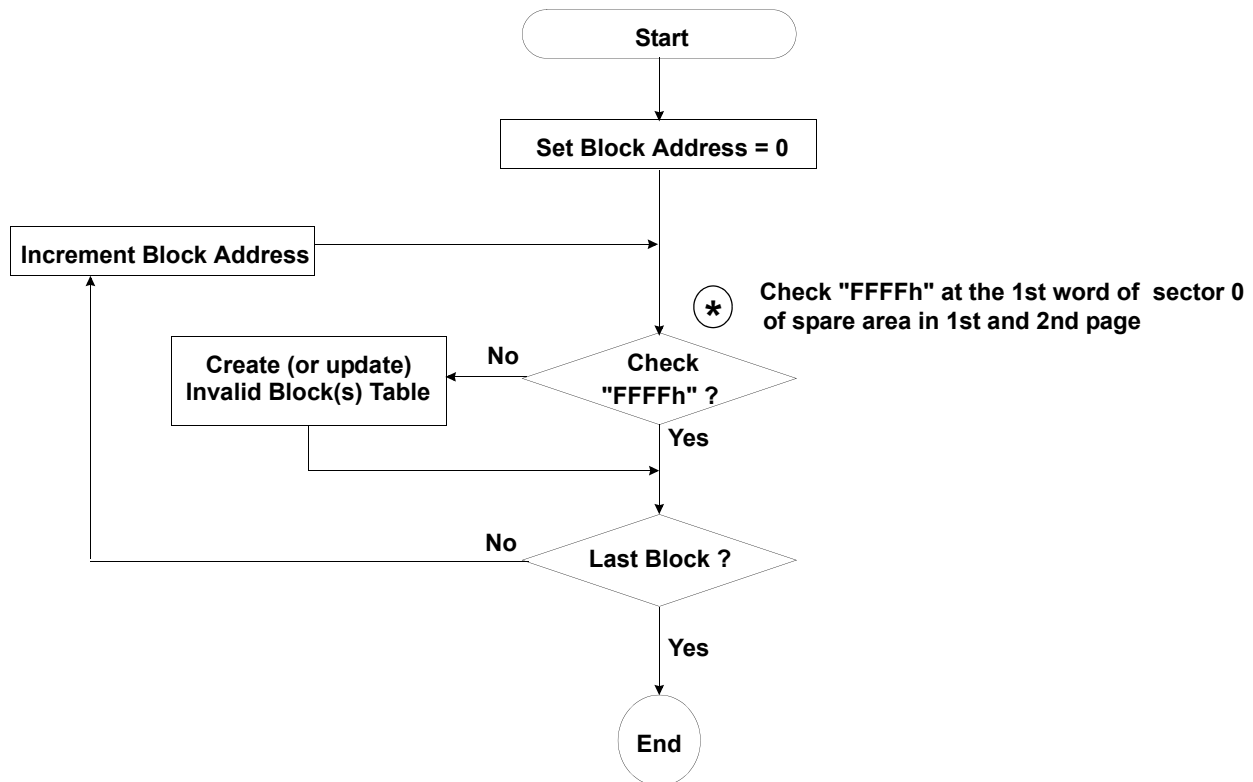 Start
Set Block Address = 0
Increment Block Address
*
Check "FFFFh" at the 1st word of sector 0
of spare area in 1st and 2nd page
Create (or update)
Invalid Block(s) Table
No
Check
"FFFFh" ?
Yes
No
Last Block ?
Yes
End